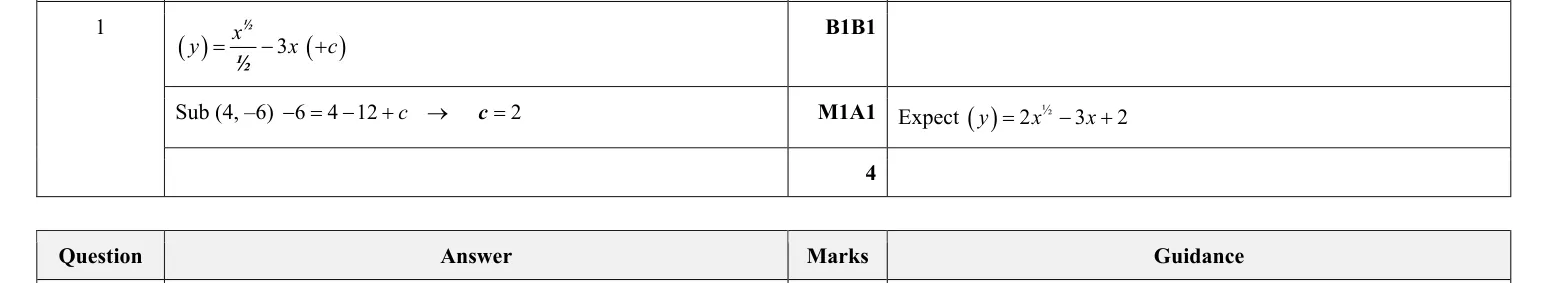 1 (y) = x^½/½ − 3x (+c) B1B1
Sub (4, –6) −6 = 4 − 12 + c → c = 2 M1A1 Expect (y) = 2x^½ − 3x + 2
4
Question Answer Marks Guidance